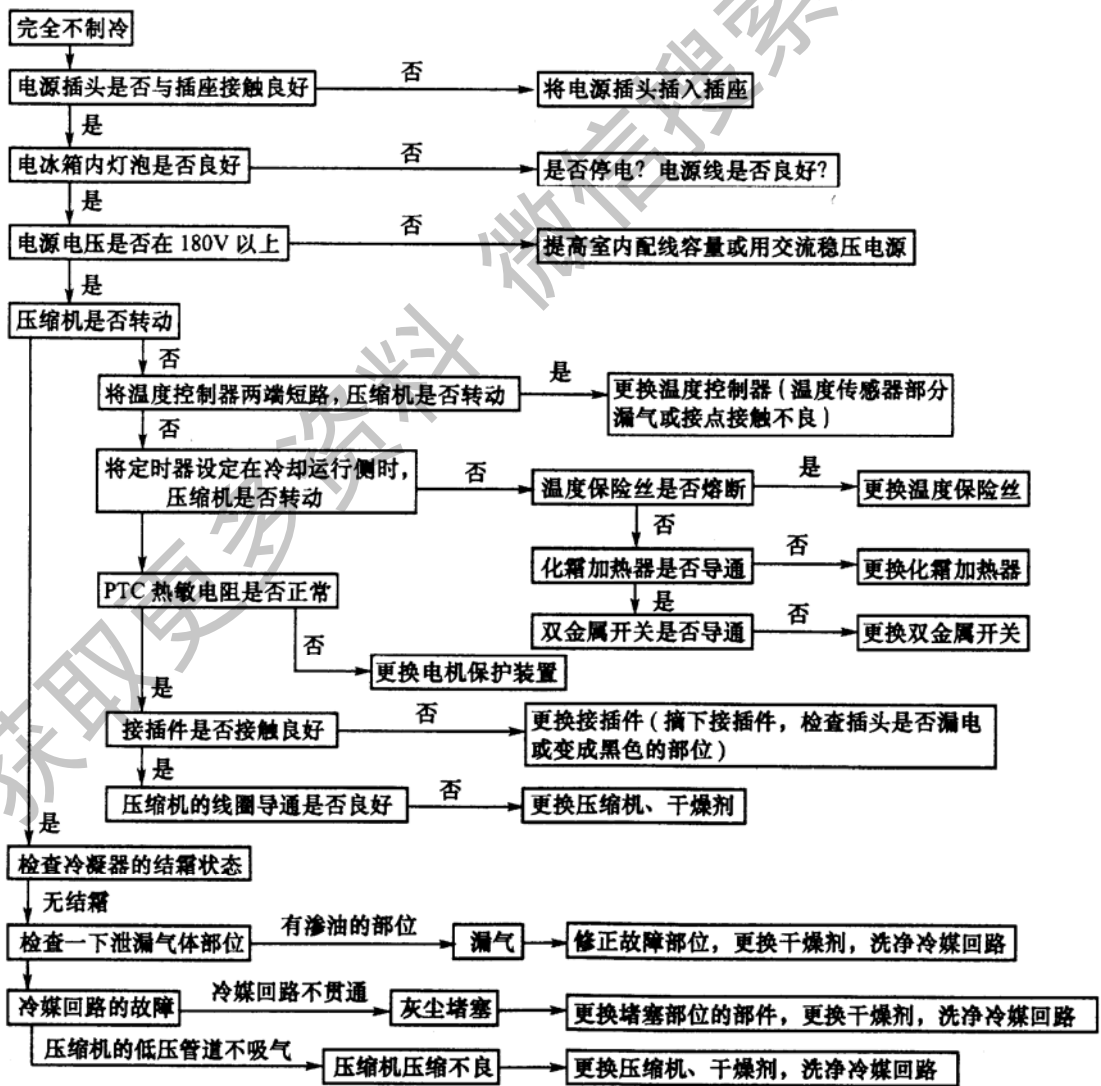 完全不制冷
电源插头是否与插座接触良好
否
将电源插头插入插座
是
电冰箱内灯泡是否良好
否
是否停电？电源线是否良好？
是
电源电压是否在 180V 以上
否
提高室内配线容量或用交流稳压电源
是
压缩机是否转动
否
将温度控制器两端短路，压缩机是否转动
是
更换温度控制器（温度传感器部分
漏气或接点接触不良）
否
将定时器设定在冷却运行侧时，
压缩机是否转动
否
温度保险丝是否熔断
是
更换温度保险丝
否
化霜加热器是否导通
否
更换化霜加热器
是
双金属开关是否导通
否
更换双金属开关
PTC 热敏电阻是否正常
否
更换电机保护装置
是
接插件是否接触良好
否
更换接插件（摘下接插件，检查插头是否漏电
或变成黑色的部位）
是
压缩机的线圈导通是否良好
否
更换压缩机、干燥剂
是
检查冷凝器的结霜状态
无结霜
检查一下泄漏气体部位
有渗油的部位
漏气
修正故障部位，更换干燥剂，洗净冷媒回路
冷媒回路的故障
冷媒回路不贯通
灰尘堵塞
更换堵塞部位的部件，更换干燥剂，洗净冷媒回路
压缩机的低压管道不吸气
压缩机压缩不良
更换压缩机、干燥剂，洗净冷媒回路
获取更多资料 微信搜索